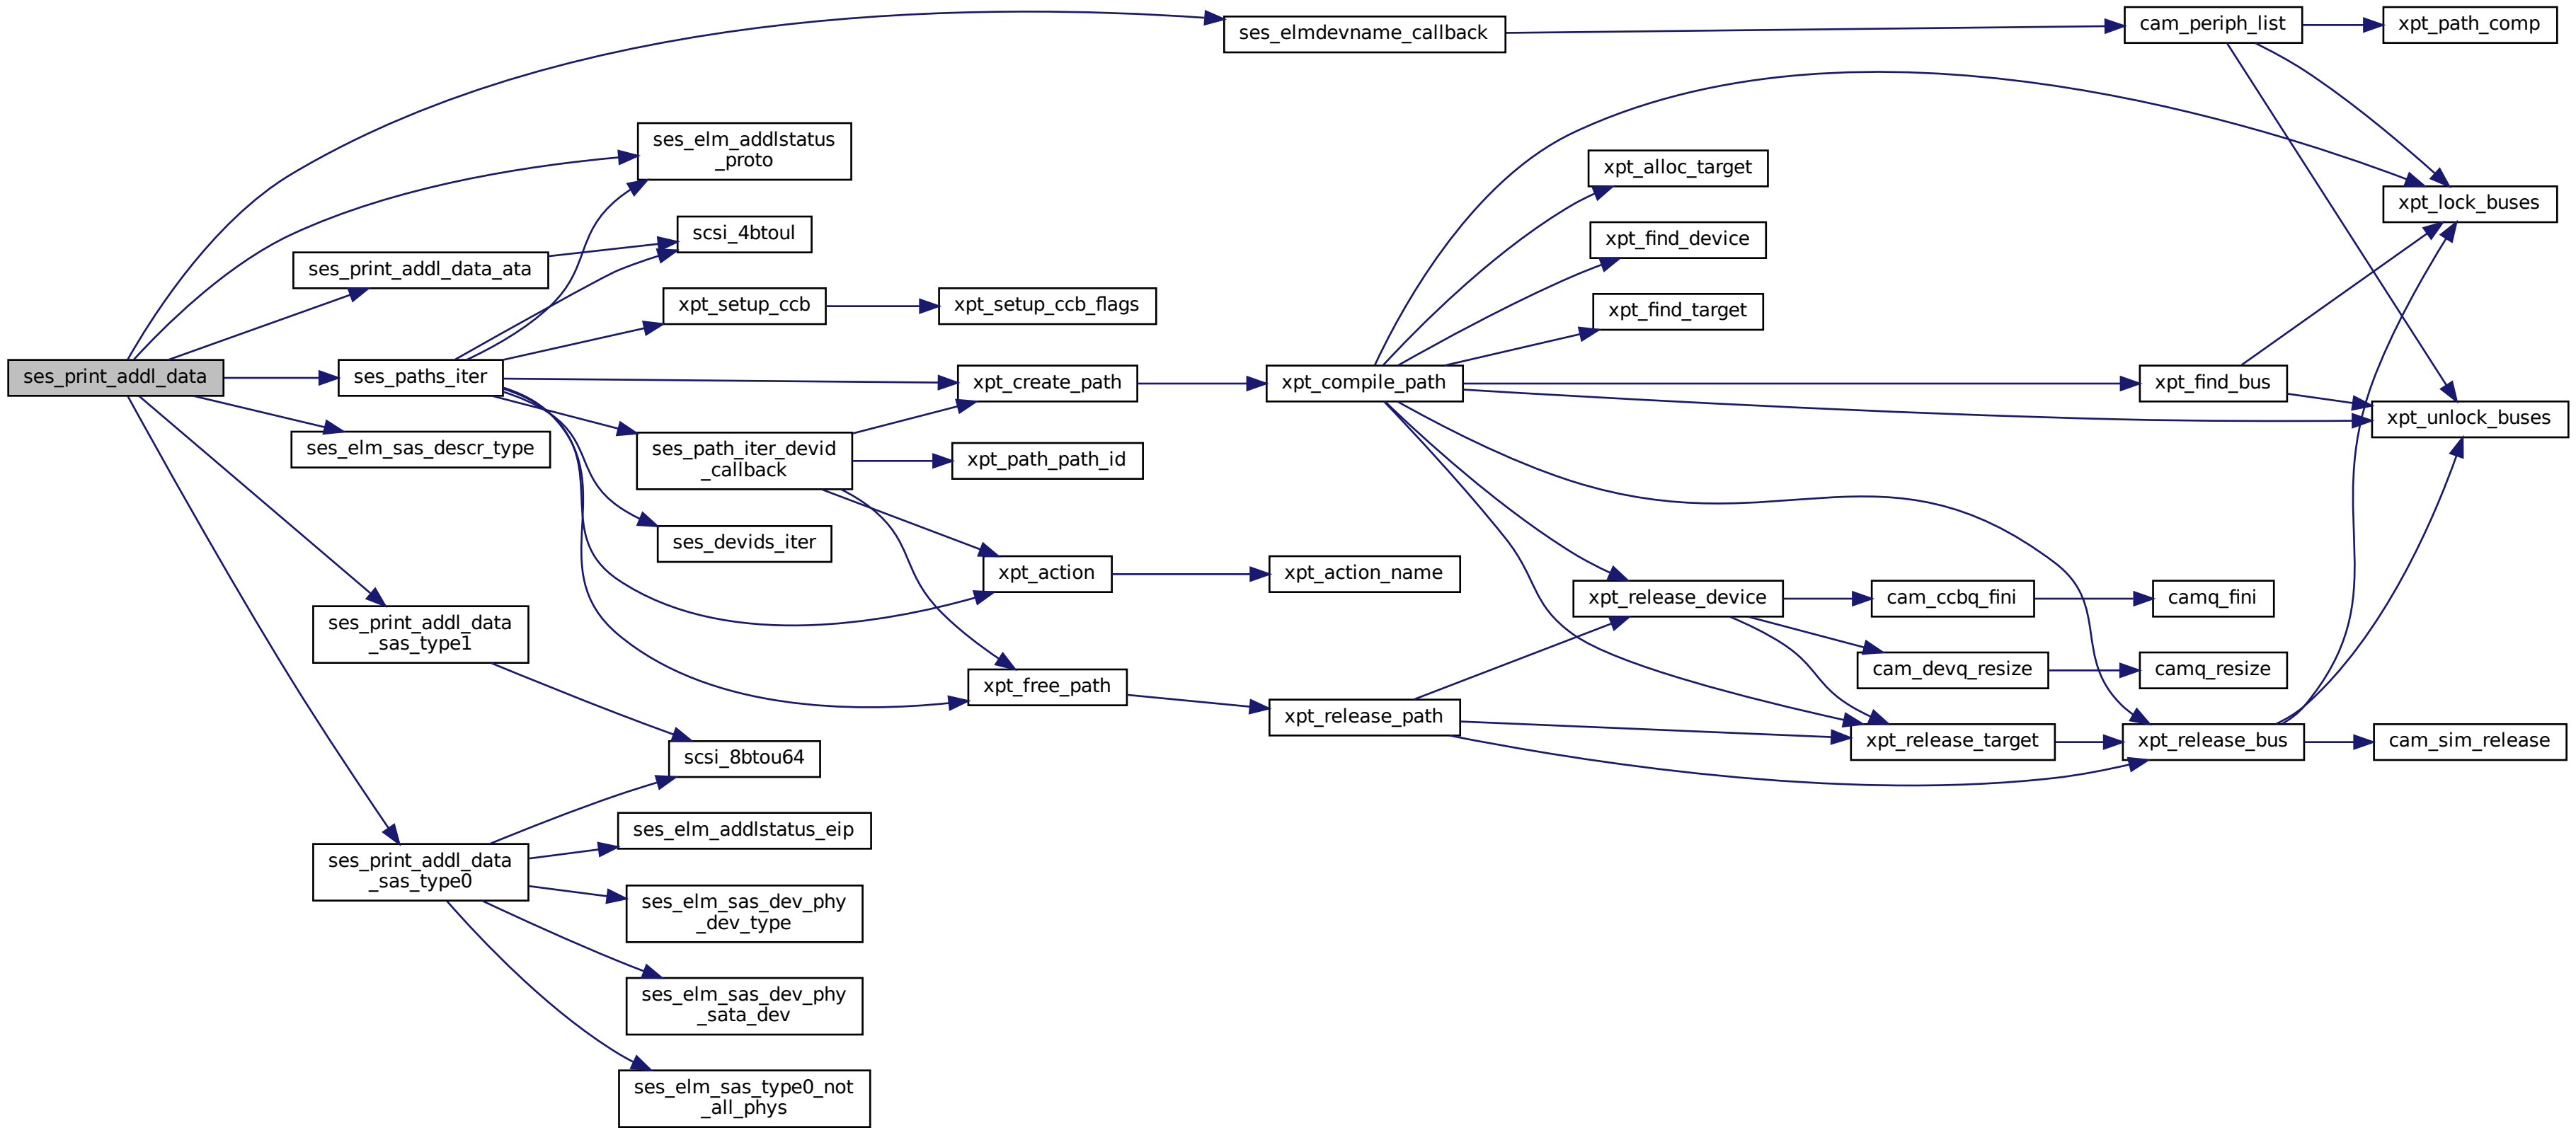 ses_print_addl_data
ses_elmdevname_callback
cam_periph_list
xpt_path_comp
ses_elm_addlstatus
_proto
scsi_4btoul
ses_print_addl_data_ata
xpt_setup_ccb
xpt_setup_ccb_flags
ses_paths_iter
xpt_create_path
ses_elm_sas_descr_type
ses_path_iter_devid
_callback
xpt_path_path_id
ses_devids_iter
xpt_action
xpt_action_name
ses_print_addl_data
_sas_type1
xpt_free_path
xpt_release_path
scsi_8btou64
ses_print_addl_data
_sas_type0
ses_elm_addlstatus_eip
ses_elm_sas_dev_phy
_dev_type
ses_elm_sas_dev_phy
_sata_dev
ses_elm_sas_type0_not
_all_phys
xpt_compile_path
xpt_alloc_target
xpt_find_device
xpt_find_target
xpt_lock_buses
xpt_find_bus
xpt_unlock_buses
xpt_release_device
cam_ccbq_fini
camq_fini
cam_devq_resize
camq_resize
xpt_release_target
xpt_release_bus
cam_sim_release